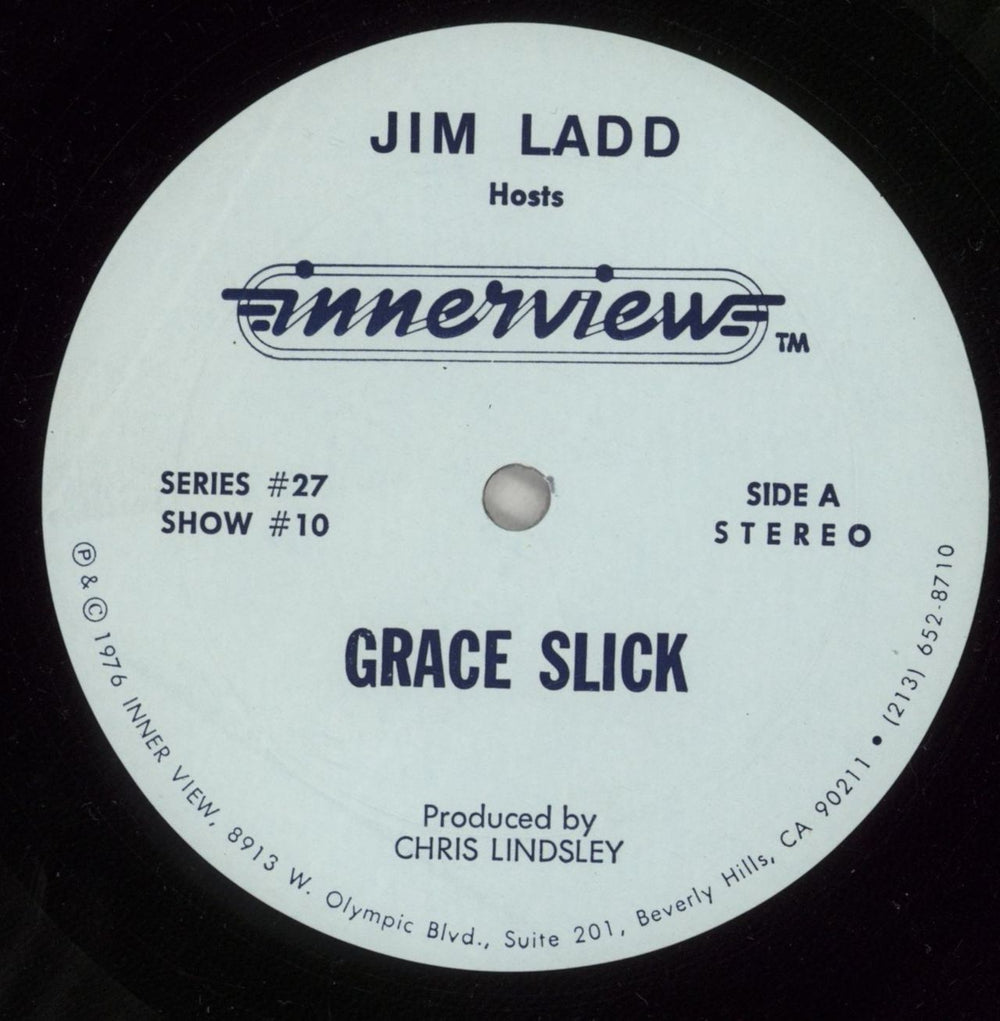 JIM LADD
Hosts
innerview TM
SERIES #27
SHOW #10
SIDE A
STEREO
GRACE SLICK
Produced by
CHRIS LINDSLEY
℗ & © 1976 INNER VIEW, 8913 W. Olympic Blvd., Suite 201, Beverly Hills, CA 90211 • (213) 652-8710